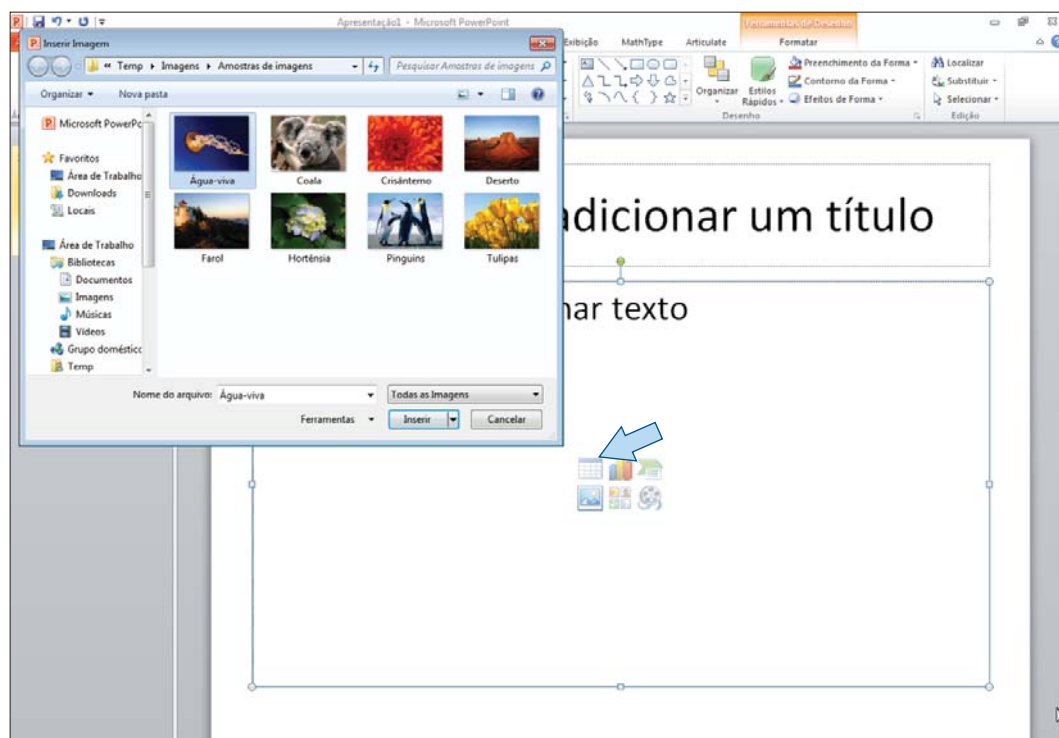 Apresentação1 - Microsoft PowerPoint
Ferramentas de Desenho
Inserir Imagem
Exibição MathType Articulate Formatar
« Temp Imagens Amostras de imagens
Pesquisar Amostras de imagens
Organizar Nova pasta
Preenchimento da Forma
Contorno da Forma
Efeitos de Forma
Organizar
Estilos Rápidos
Desenho
Localizar
Substituir
Selecionar
Edição
Microsoft PowerPo
Favoritos
Área de Trabalho
Downloads
Locais
Área de Trabalho
Bibliotecas
Documentos
Imagens
Músicas
Vídeos
Grupo doméstico
Temp
Água-viva Coala Crisântemo Deserto
Farol Hortênsia Pinguins Tulipas
Nome do arquivo: Água-viva Todas as Imagens
Ferramentas Inserir Cancelar
adicionar um título
nar texto